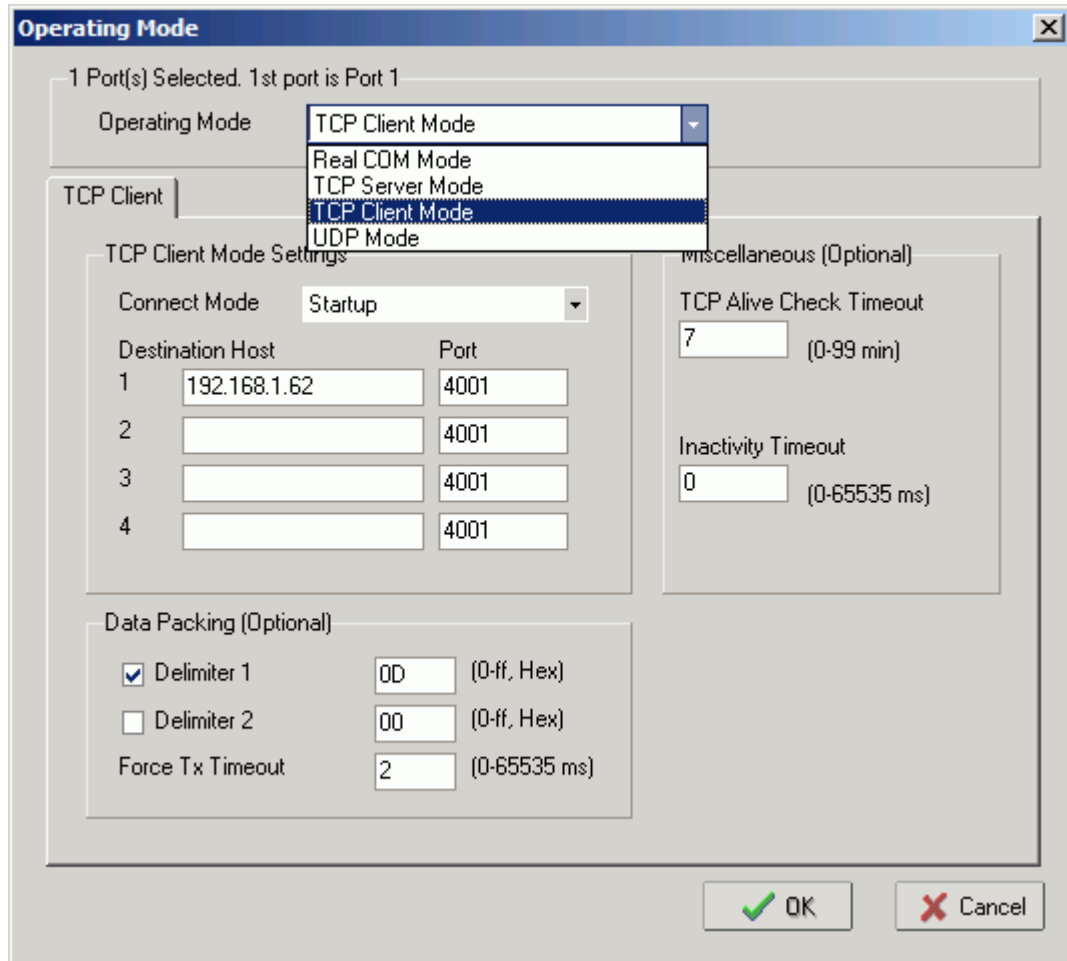 Operating Mode
1 Port(s) Selected. 1st port is Port 1
Operating Mode
TCP Client Mode
Real COM Mode
TCP Server Mode
TCP Client Mode
UDP Mode
TCP Client
TCP Client Mode Settings
Connect Mode Startup
Destination Host Port
1 192.168.1.62 4001
2 4001
3 4001
4 4001
Miscellaneous (Optional)
TCP Alive Check Timeout
7 (0-99 min)
Inactivity Timeout
0 (0-65535 ms)
Data Packing (Optional)
Delimiter 1 0D (0-ff, Hex)
Delimiter 2 00 (0-ff, Hex)
Force Tx Timeout 2 (0-65535 ms)
OK Cancel